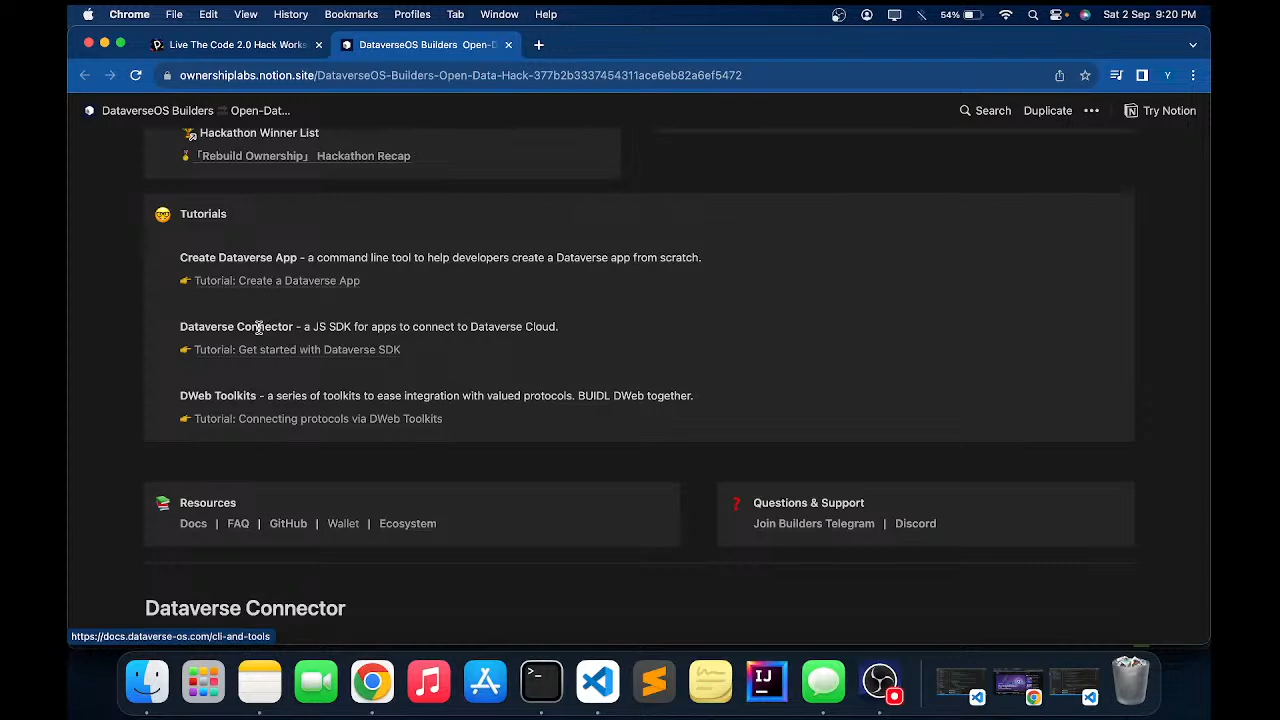 Chrome File Edit View History Bookmarks Profiles Tab Window Help 54% Sat 2 Sep 9:20 PM
Live The Code 2.0 Hack Works
DataverseOS Builders Open-D
ownershiplabs.notion.site/DataverseOS-Builders-Open-Data-Hack-377b2b3337454311ace6eb82a6ef5472
Y
DataverseOS Builders Open-Dat... Search Duplicate Try Notion
Hackathon Winner List
「Rebuild Ownership」 Hackathon Recap
Tutorials
Create Dataverse App - a command line tool to help developers create a Dataverse app from scratch.
Tutorial: Create a Dataverse App
Dataverse Connector - a JS SDK for apps to connect to Dataverse Cloud.
Tutorial: Get started with Dataverse SDK
DWeb Toolkits - a series of toolkits to ease integration with valued protocols. BUIDL DWeb together.
Tutorial: Connecting protocols via DWeb Toolkits
Resources
Docs | FAQ | GitHub | Wallet | Ecosystem
Questions & Support
Join Builders Telegram | Discord
Dataverse Connector
https://docs.dataverse-os.com/cli-and-tools
>_
IJ